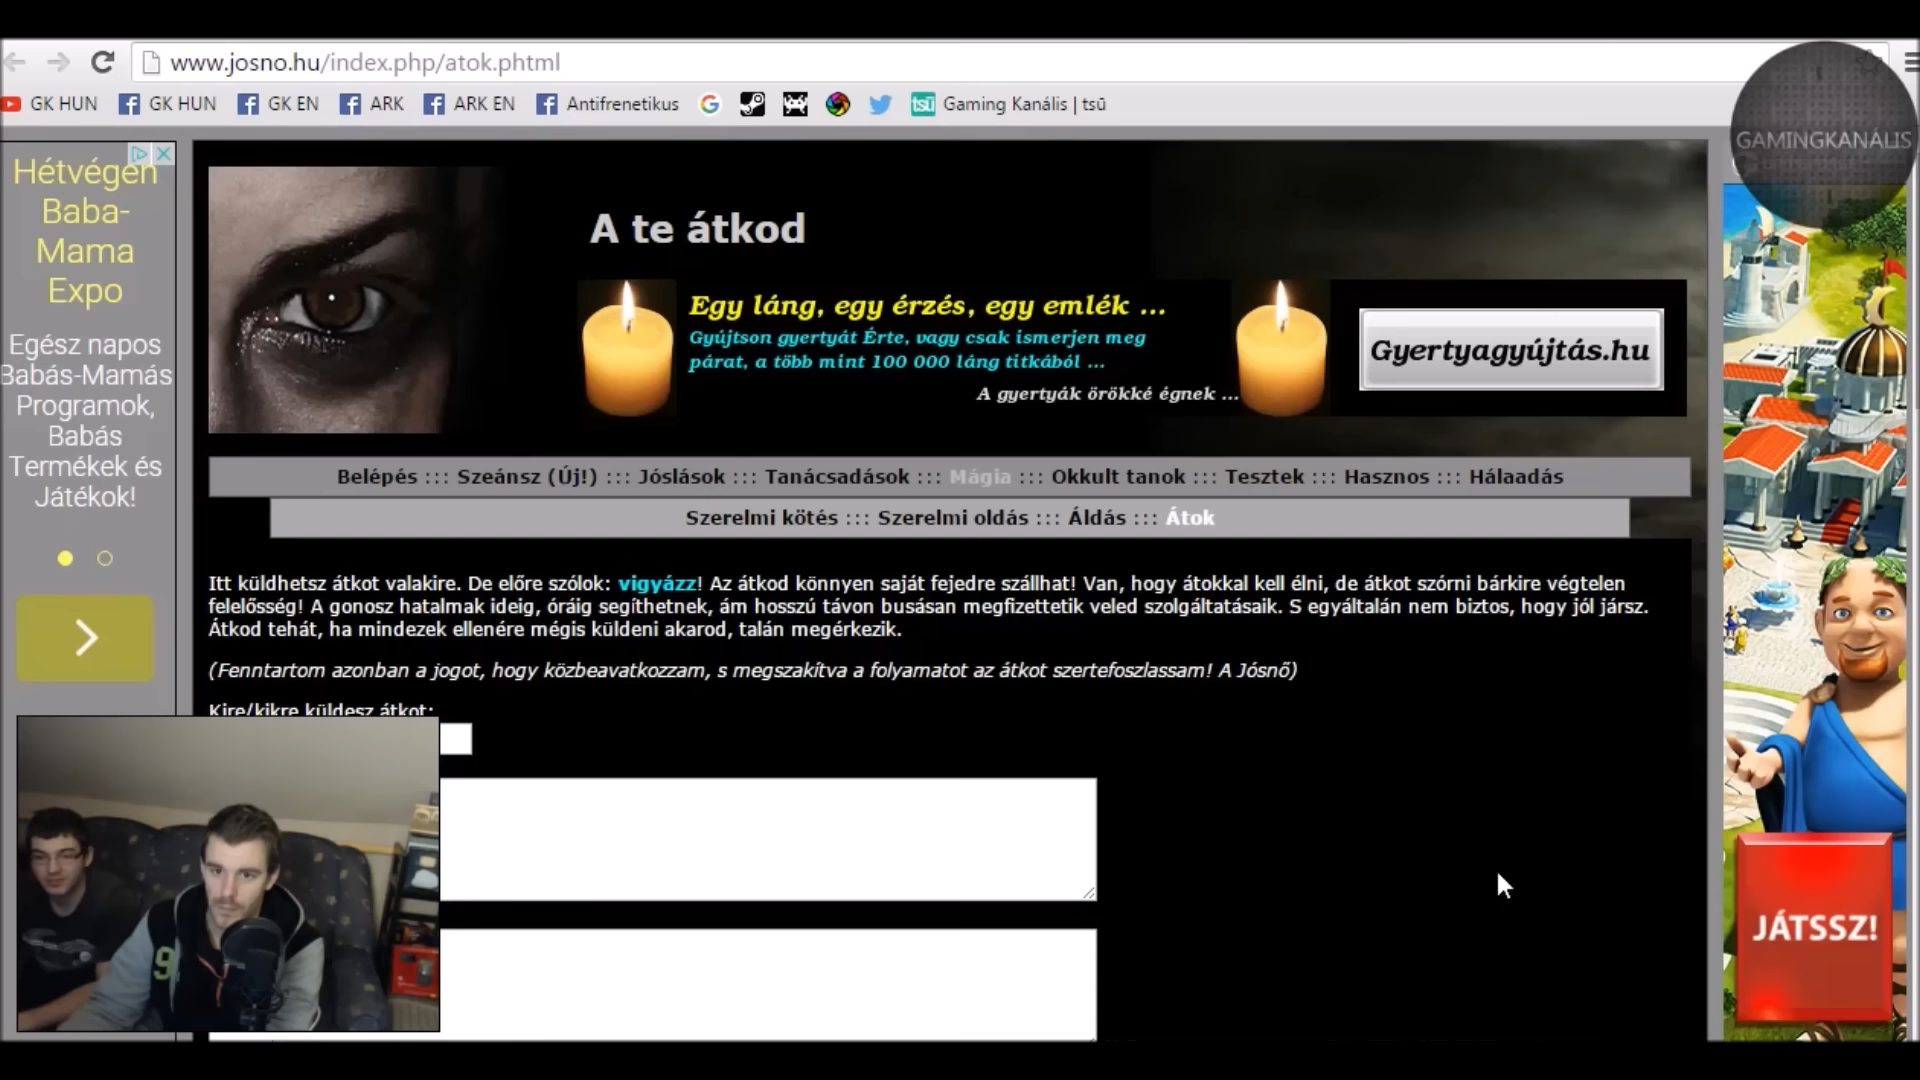 www.josno.hu/index.php/atok.phtml
GK HUN GK HUN GK EN ARK ARK EN Antifrenetikus Gaming Kanális | tsū
GAMINGKANÁLIS
Hétvégén
Baba-
Mama
Expo
Egész napos
Babás-Mamás
Programok,
Babás
Termékek és
Játékok!
A te átkod
Egy láng, egy érzés, egy emlék ...
Gyújtson gyertyát Érte, vagy csak ismerjen meg
párat, a több mint 100 000 láng titkából ...
A gyertyák örökké égnek ...
Gyertyagyújtás.hu
Belépés ::: Szeánsz (Új!) ::: Jóslások ::: Tanácsadások ::: Mágia ::: Okkult tanok ::: Tesztek ::: Hasznos ::: Hálaadás
Szerelmi kötés ::: Szerelmi oldás ::: Áldás ::: Átok
Itt küldhetsz átkot valakire. De előre szólok: vigyázz! Az átkod könnyen saját fejedre szállhat! Van, hogy átokkal kell élni, de átkot szórni bárkire végtelen
felelősség! A gonosz hatalmak ideig, óráig segíthetnek, ám hosszú távon busásan megfizettetik veled szolgáltatásaik. S egyáltalán nem biztos, hogy jól jársz.
Átkod tehát, ha mindezek ellenére mégis küldeni akarod, talán megérkezik.
(Fenntartom azonban a jogot, hogy közbeavatkozzam, s megszakítva a folyamatot az átkot szertefoszlassam! A Jósnő)
Kire/kikre küldesz átkot:
9
JÁTSSZ!